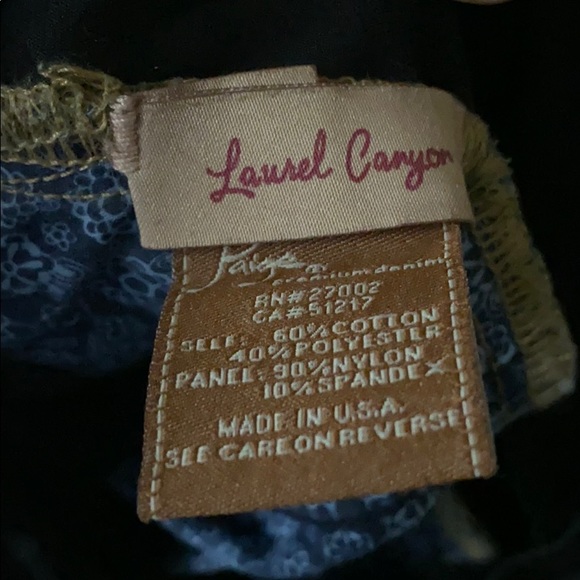 Laurel Canyon
Paige®
premium denim
RN# 27002
CA# 51217
SELF: 60% COTTON
40% POLYESTER
PANEL: 90% NYLON
10% SPANDEX
MADE IN U.S.A.
SEE CARE ON REVERSE